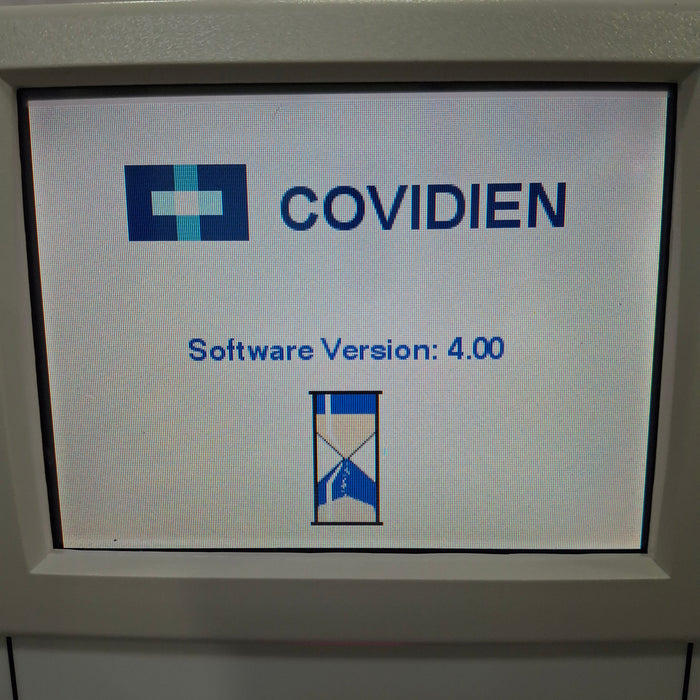 COVIDIEN
Software Version: 4.00